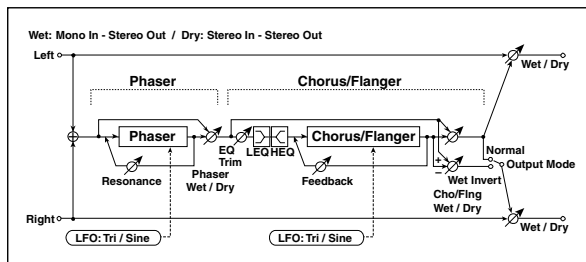 Wet: Mono In - Stereo Out / Dry: Stereo In - Stereo Out
Left
Wet / Dry
Phaser
Chorus/Flanger
Phaser
EQ
Trim
LEQ
HEQ
Chorus/Flanger
Normal
Output Mode
Resonance
Phaser
Wet / Dry
Feedback
+
−
Wet Invert
Cho/Flng
Wet / Dry
Right
Wet / Dry
LFO: Tri / Sine
LFO: Tri / Sine